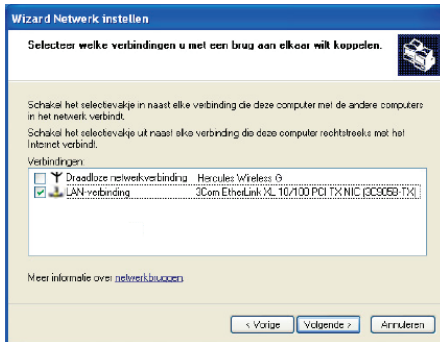 Wizard Netwerk instellen
Selecteer welke verbindingen u met een brug aan elkaar wilt koppelen.
Schakel het selectievakje in naast elke verbinding die deze computer met de andere computers
in het netwerk verbindt.
Schakel het selectievakje uit naast elke verbinding die deze computer rechtstreeks met het
Internet verbindt.
Verbindingen:
Draadloze netwerkverbinding Hercules Wireless G
LAN-verbinding 3Com EtherLink XL 10/100 PCI TX NIC (3C905B-TX)
Meer informatie over netwerkbruggen.
< Vorige Volgende > Annuleren